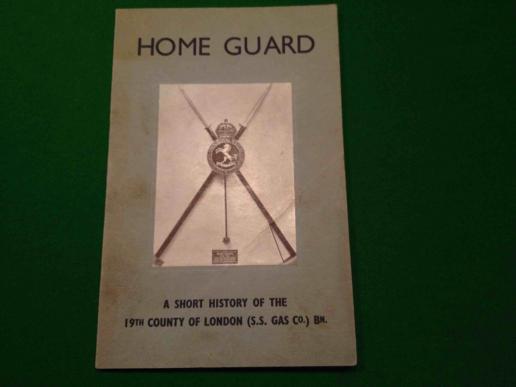 HOME GUARD
A SHORT HISTORY OF THE
19TH COUNTY OF LONDON (S.S. GAS CO.) BN.